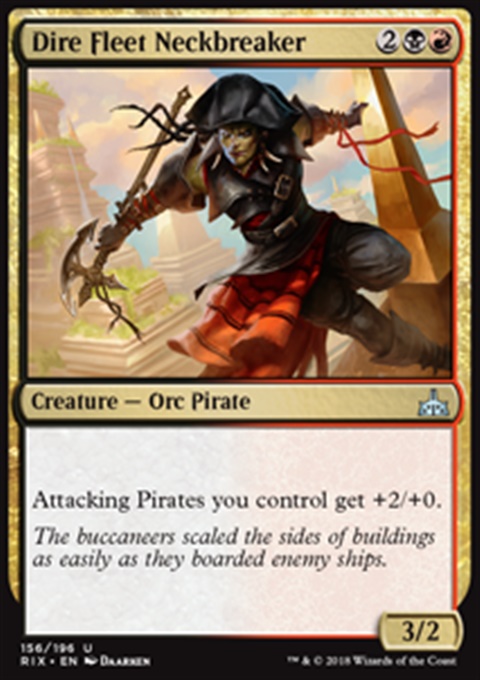 Dire Fleet Neckbreaker 2
Creature — Orc Pirate
Attacking Pirates you control get +2/+0.
The buccaneers scaled the sides of buildings
as easily as they boarded enemy ships.
3/2
156/196 U
RIX • EN Daarken
™ & © 2018 Wizards of the Coast